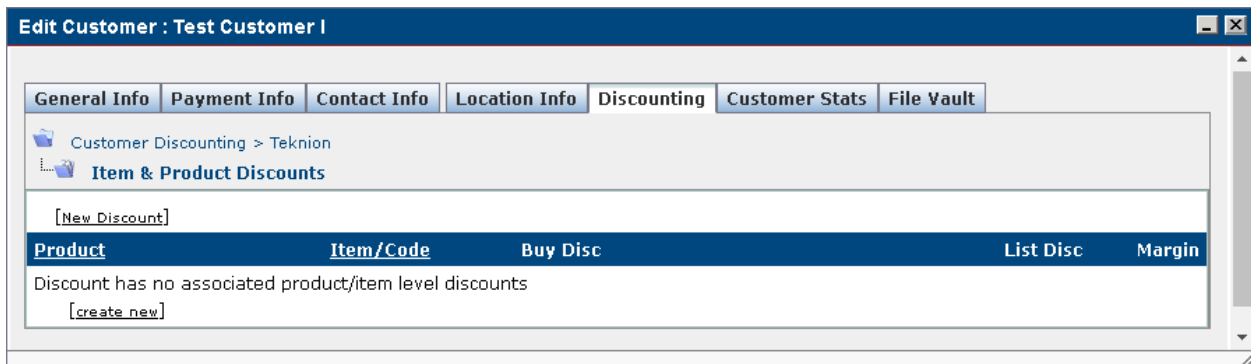 Edit Customer : Test Customer I
General Info Payment Info Contact Info Location Info Discounting Customer Stats File Vault
Customer Discounting > Teknion
Item & Product Discounts
[New Discount]
Product Item/Code Buy Disc List Disc Margin
Discount has no associated product/item level discounts
[create new]